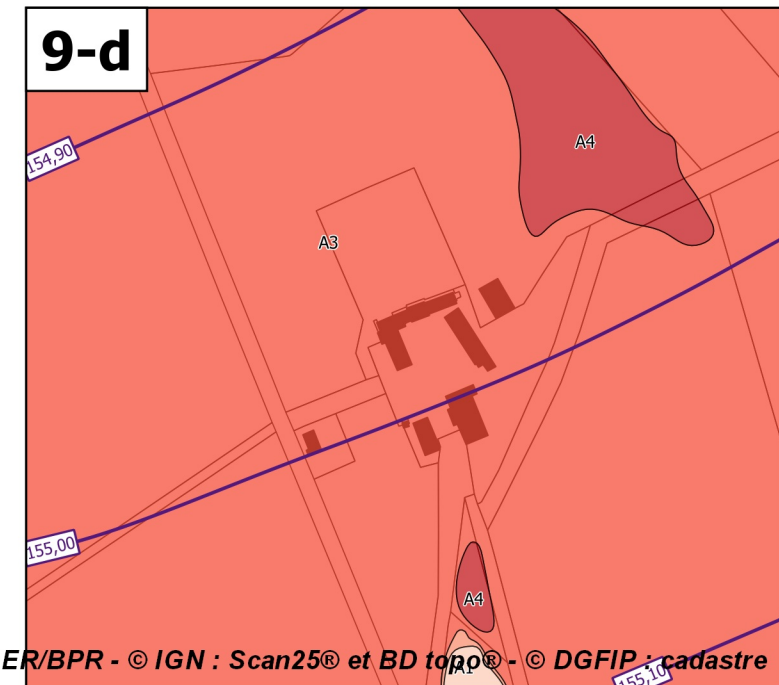 9-d
154,90
A4
A3
155,00
A4
ER/BPR - © IGN : Scan25® et BD topo® - © DGFIP : cadastre
A1
155,10